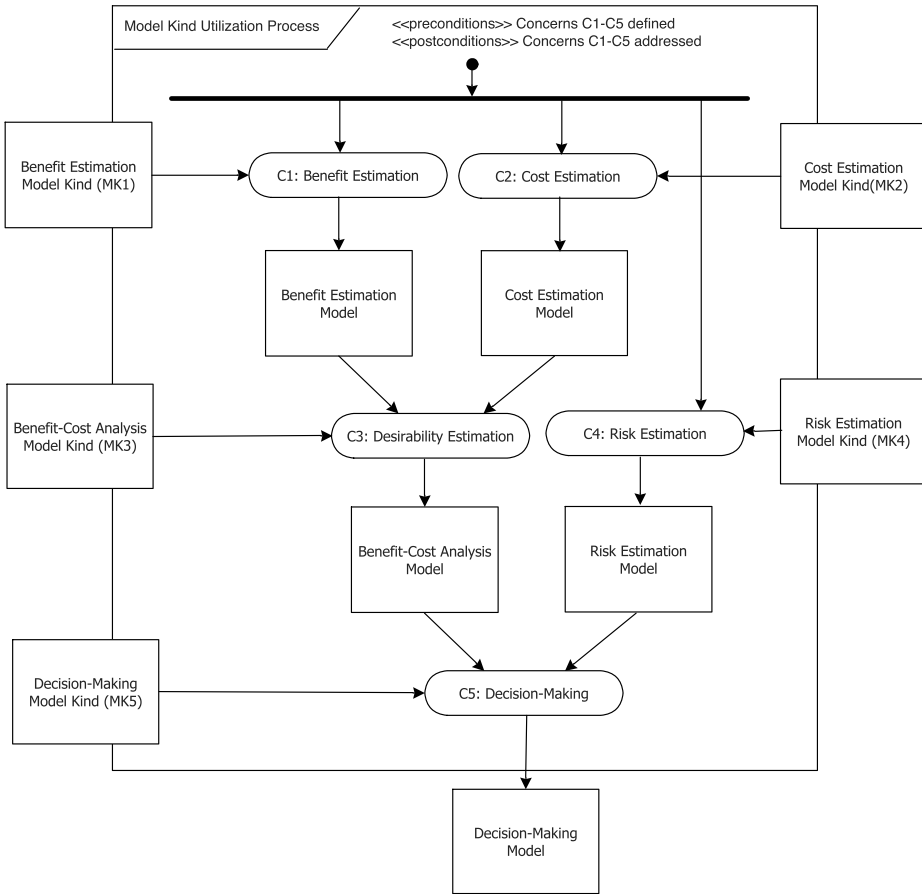 Model Kind Utilization Process
<<preconditions>> Concerns C1-C5 defined
<<postconditions>> Concerns C1-C5 addressed
Benefit Estimation
Model Kind (MK1)
C1: Benefit Estimation
C2: Cost Estimation
Cost Estimation
Model Kind(MK2)
Benefit Estimation
Model
Cost Estimation
Model
Benefit-Cost Analysis
Model Kind (MK3)
C3: Desirability Estimation
C4: Risk Estimation
Risk Estimation
Model Kind (MK4)
Benefit-Cost Analysis
Model
Risk Estimation
Model
Decision-Making
Model Kind (MK5)
C5: Decision-Making
Decision-Making
Model